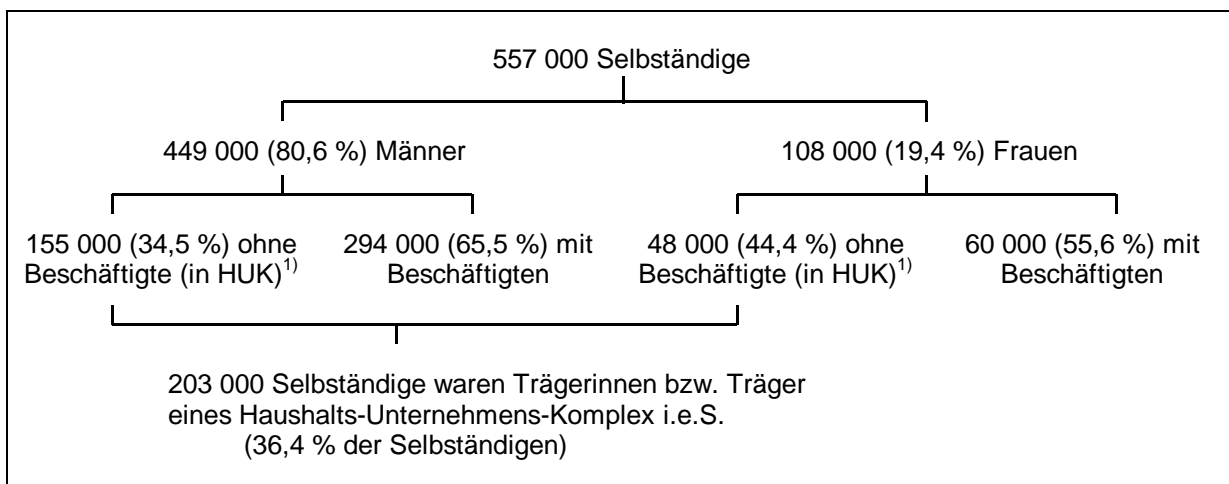 557 000 Selbständige
449 000 (80,6 %) Männer
108 000 (19,4 %) Frauen
155 000 (34,5 %) ohne
Beschäftigte (in HUK)1)
294 000 (65,5 %) mit
Beschäftigten
48 000 (44,4 %) ohne
Beschäftigte (in HUK)1)
60 000 (55,6 %) mit
Beschäftigten
203 000 Selbständige waren Trägerinnen bzw. Träger
eines Haushalts-Unternehmens-Komplex i.e.S.
(36,4 % der Selbständigen)